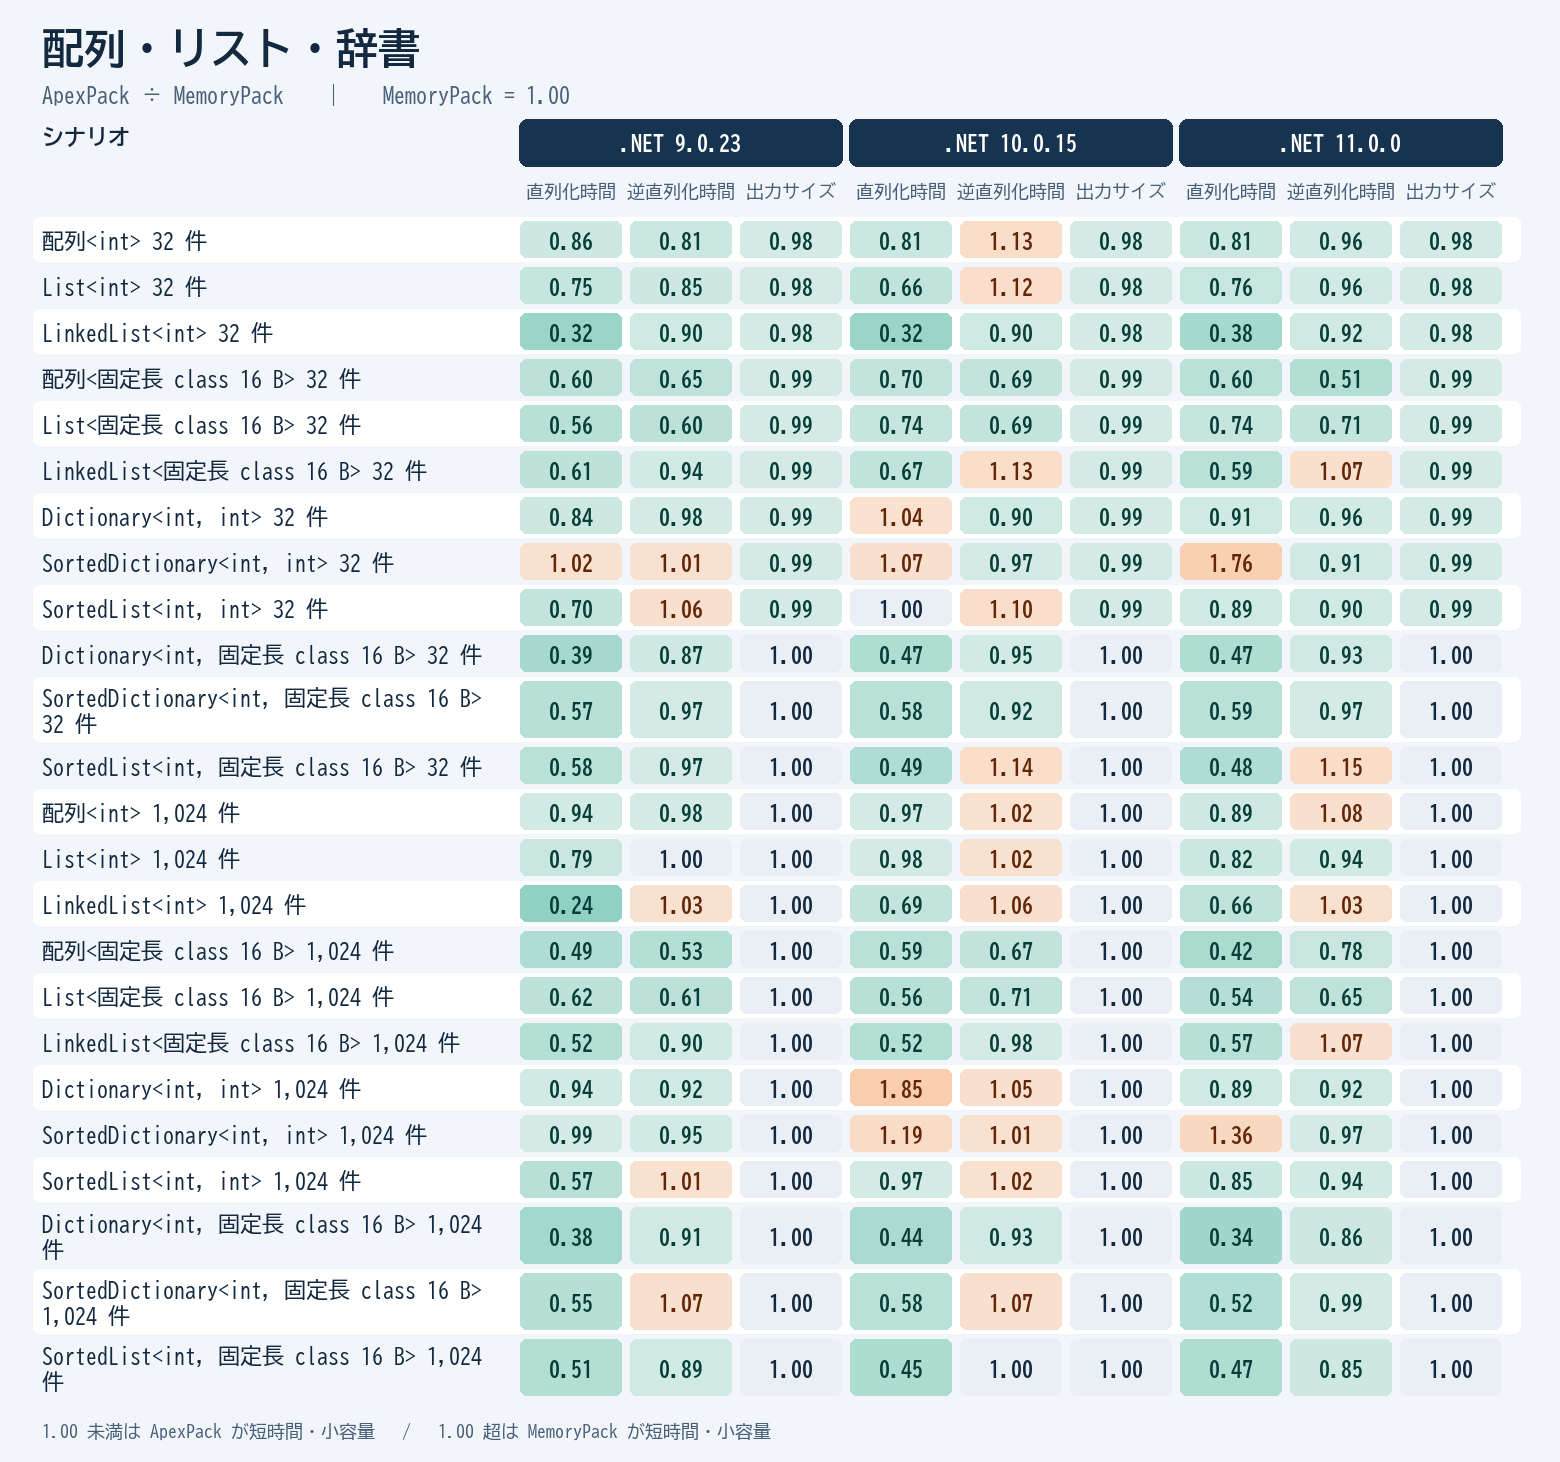 配列・リスト・辞書
ApexPack ÷ MemoryPack | MemoryPack = 1.00
シナリオ .NET 9.0.23 .NET 10.0.15 .NET 11.0.0
直列化時間 逆直列化時間 出力サイズ 直列化時間 逆直列化時間 出力サイズ 直列化時間 逆直列化時間 出力サイズ
配列<int> 32 件 0.86 0.81 0.98 0.81 1.13 0.98 0.81 0.96 0.98
List<int> 32 件 0.75 0.85 0.98 0.66 1.12 0.98 0.76 0.96 0.98
LinkedList<int> 32 件 0.32 0.90 0.98 0.32 0.90 0.98 0.38 0.92 0.98
配列<固定長 class 16 B> 32 件 0.60 0.65 0.99 0.70 0.69 0.99 0.60 0.51 0.99
List<固定長 class 16 B> 32 件 0.56 0.60 0.99 0.74 0.69 0.99 0.74 0.71 0.99
LinkedList<固定長 class 16 B> 32 件 0.61 0.94 0.99 0.67 1.13 0.99 0.59 1.07 0.99
Dictionary<int, int> 32 件 0.84 0.98 0.99 1.04 0.90 0.99 0.91 0.96 0.99
SortedDictionary<int, int> 32 件 1.02 1.01 0.99 1.07 0.97 0.99 1.76 0.91 0.99
SortedList<int, int> 32 件 0.70 1.06 0.99 1.00 1.10 0.99 0.89 0.90 0.99
Dictionary<int, 固定長 class 16 B> 32 件 0.39 0.87 1.00 0.47 0.95 1.00 0.47 0.93 1.00
SortedDictionary<int, 固定長 class 16 B>
32 件 0.57 0.97 1.00 0.58 0.92 1.00 0.59 0.97 1.00
SortedList<int, 固定長 class 16 B> 32 件 0.58 0.97 1.00 0.49 1.14 1.00 0.48 1.15 1.00
配列<int> 1,024 件 0.94 0.98 1.00 0.97 1.02 1.00 0.89 1.08 1.00
List<int> 1,024 件 0.79 1.00 1.00 0.98 1.02 1.00 0.82 0.94 1.00
LinkedList<int> 1,024 件 0.24 1.03 1.00 0.69 1.06 1.00 0.66 1.03 1.00
配列<固定長 class 16 B> 1,024 件 0.49 0.53 1.00 0.59 0.67 1.00 0.42 0.78 1.00
List<固定長 class 16 B> 1,024 件 0.62 0.61 1.00 0.56 0.71 1.00 0.54 0.65 1.00
LinkedList<固定長 class 16 B> 1,024 件 0.52 0.90 1.00 0.52 0.98 1.00 0.57 1.07 1.00
Dictionary<int, int> 1,024 件 0.94 0.92 1.00 1.85 1.05 1.00 0.89 0.92 1.00
SortedDictionary<int, int> 1,024 件 0.99 0.95 1.00 1.19 1.01 1.00 1.36 0.97 1.00
SortedList<int, int> 1,024 件 0.57 1.01 1.00 0.97 1.02 1.00 0.85 0.94 1.00
Dictionary<int, 固定長 class 16 B> 1,024
件 0.38 0.91 1.00 0.44 0.93 1.00 0.34 0.86 1.00
SortedDictionary<int, 固定長 class 16 B>
1,024 件 0.55 1.07 1.00 0.58 1.07 1.00 0.52 0.99 1.00
SortedList<int, 固定長 class 16 B> 1,024
件 0.51 0.89 1.00 0.45 1.00 1.00 0.47 0.85 1.00
1.00 未満は ApexPack が短時間・小容量 / 1.00 超は MemoryPack が短時間・小容量